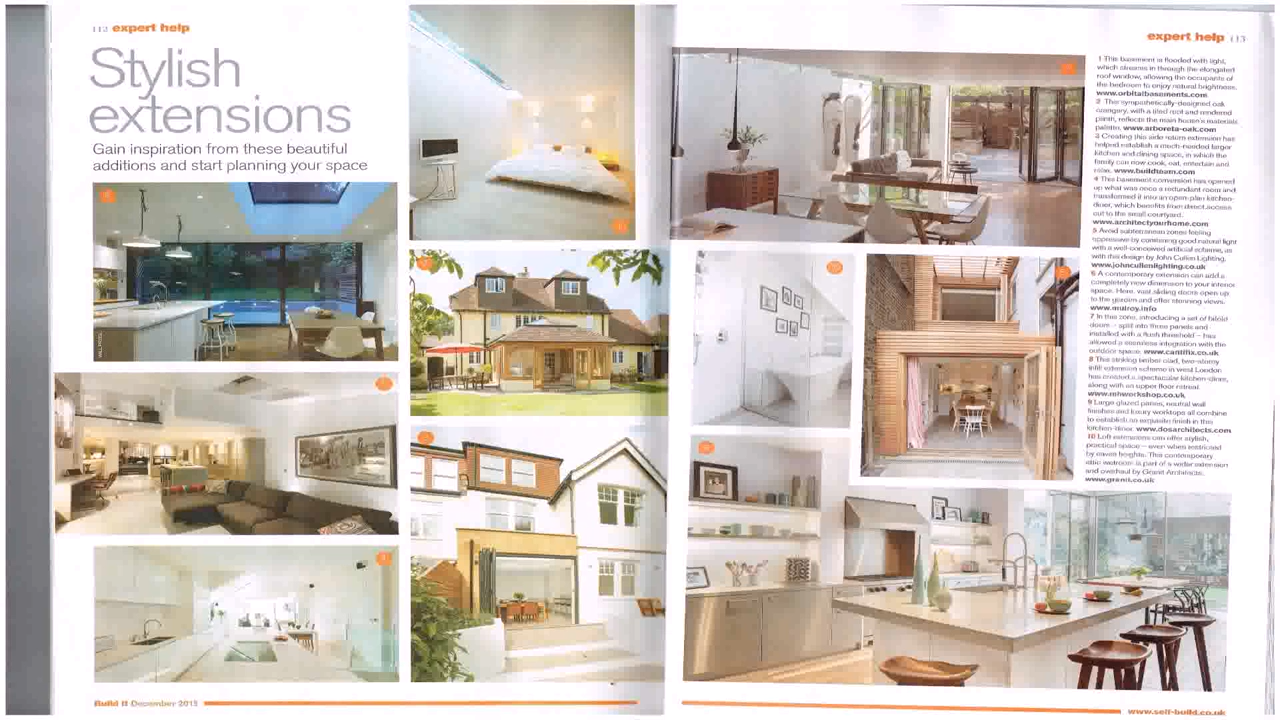 112 expert help
Stylish
extensions
Gain inspiration from these beautiful
additions and start planning your space
Build It December 2015
expert help 113
1 This basement is flooded with light,
which streams in through the elongated
roof window, allowing the occupants of
the bedroom to enjoy natural brightness.
www.orbitalbasements.com
2 This sympathetically-designed oak
orangery, with a tiled roof and rendered
plinth, reflects the main house's materials
palette. www.arboreta-oak.com
3 Creating this side return extension has
helped establish a much-needed larger
kitchen and dining space, in which the
family can now cook, eat, entertain and
relax. www.buildteam.com
4 This basement conversion has opened
up what was once a redundant room and
transformed it into an open-plan kitchen-
diner, which benefits from direct access
out to the small courtyard.
www.architectyourhome.com
5 Avoid subterranean zones feeling
oppressive by combining good natural light
with a well-conceived artificial scheme, as
with this design by John Cullen Lighting.
www.johncullenlighting.co.uk
6 A contemporary extension can add a
completely new dimension to your interior
space. Here, vast sliding doors open up
to the garden and offer stunning views.
www.mulroy.info
7 In this zone, introducing a set of bifold
doors – split into three panels and
installed with a flush threshold – has
allowed a seamless integration with the
outdoor space. www.cantifix.co.uk
8 This striking timber clad, two-storey
infill extension scheme in west London
has created a spectacular kitchen-diner,
along with an upper floor retreat.
www.mhworkshop.co.uk
9 Large glazed panes, neutral wall
finishes and luxury worktops all combine
to establish an exquisite finish in this
kitchen-diner. www.dosarchitects.com
10 Loft extensions can offer stylish,
practical space – even when restricted
by eaves heights. This contemporary
attic wetroom is part of a wider extension
and overhaul by Granit Architects.
www.granit.co.uk
www.self-build.co.uk